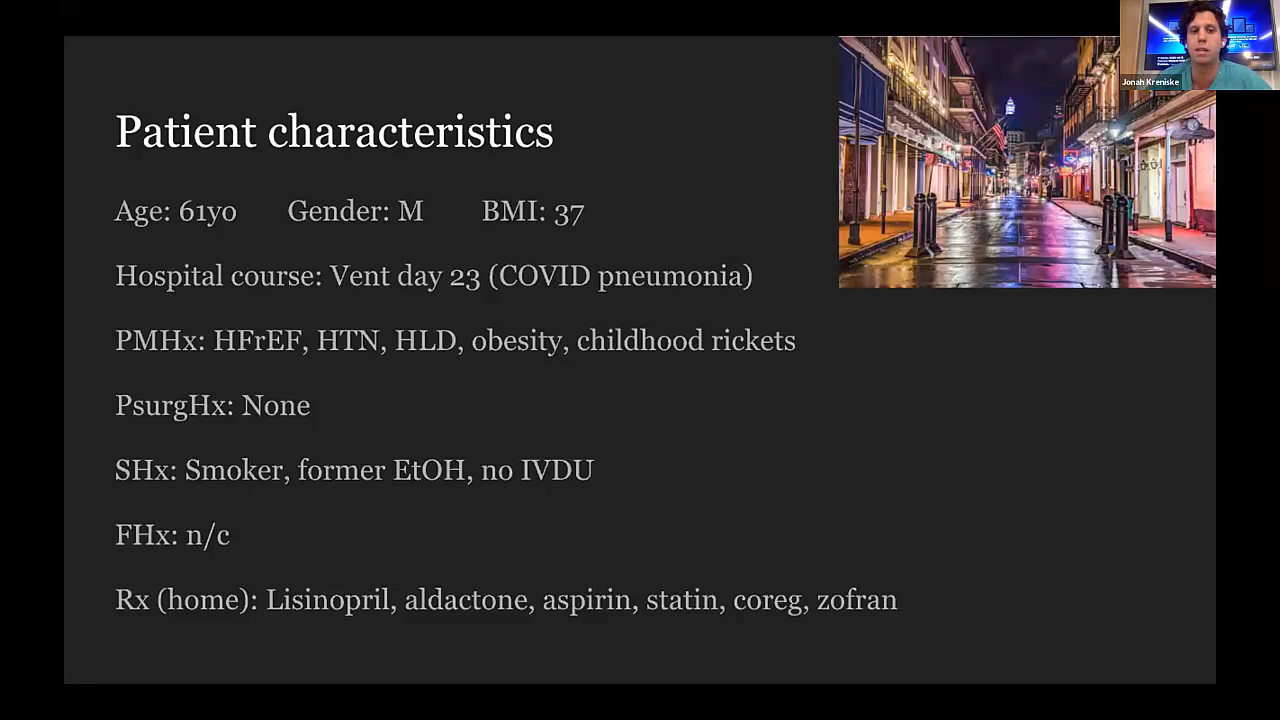 Patient characteristics
Age: 61yo Gender: M BMI: 37
Hospital course: Vent day 23 (COVID pneumonia)
PMHx: HFrEF, HTN, HLD, obesity, childhood rickets
PsurgHx: None
SHx: Smoker, former EtOH, no IVDU
FHx: n/c
Rx (home): Lisinopril, aldactone, aspirin, statin, coreg, zofran
Jonah Kreniske